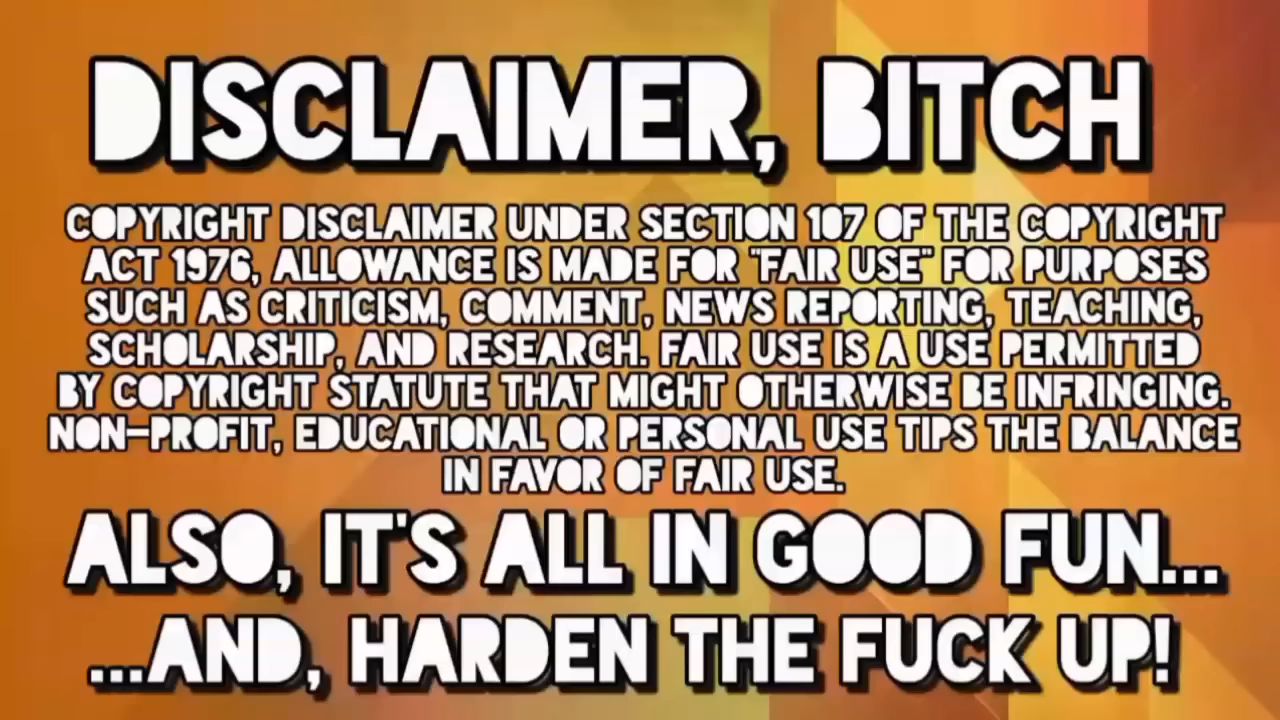 DISCLAIMER, BITCH
COPYRIGHT DISCLAIMER UNDER SECTION 107 OF THE COPYRIGHT
ACT 1976, ALLOWANCE IS MADE FOR "FAIR USE" FOR PURPOSES
SUCH AS CRITICISM, COMMENT, NEWS REPORTING, TEACHING,
SCHOLARSHIP, AND RESEARCH. FAIR USE IS A USE PERMITTED
BY COPYRIGHT STATUTE THAT MIGHT OTHERWISE BE INFRINGING.
NON-PROFIT, EDUCATIONAL OR PERSONAL USE TIPS THE BALANCE
IN FAVOR OF FAIR USE.
ALSO, IT'S ALL IN GOOD FUN...
...AND, HARDEN THE FUCK UP!